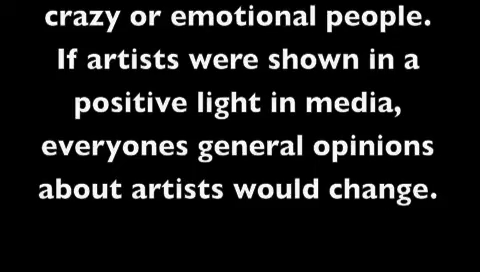 crazy or emotional people.
If artists were shown in a
positive light in media,
everyones general opinions
about artists would change.